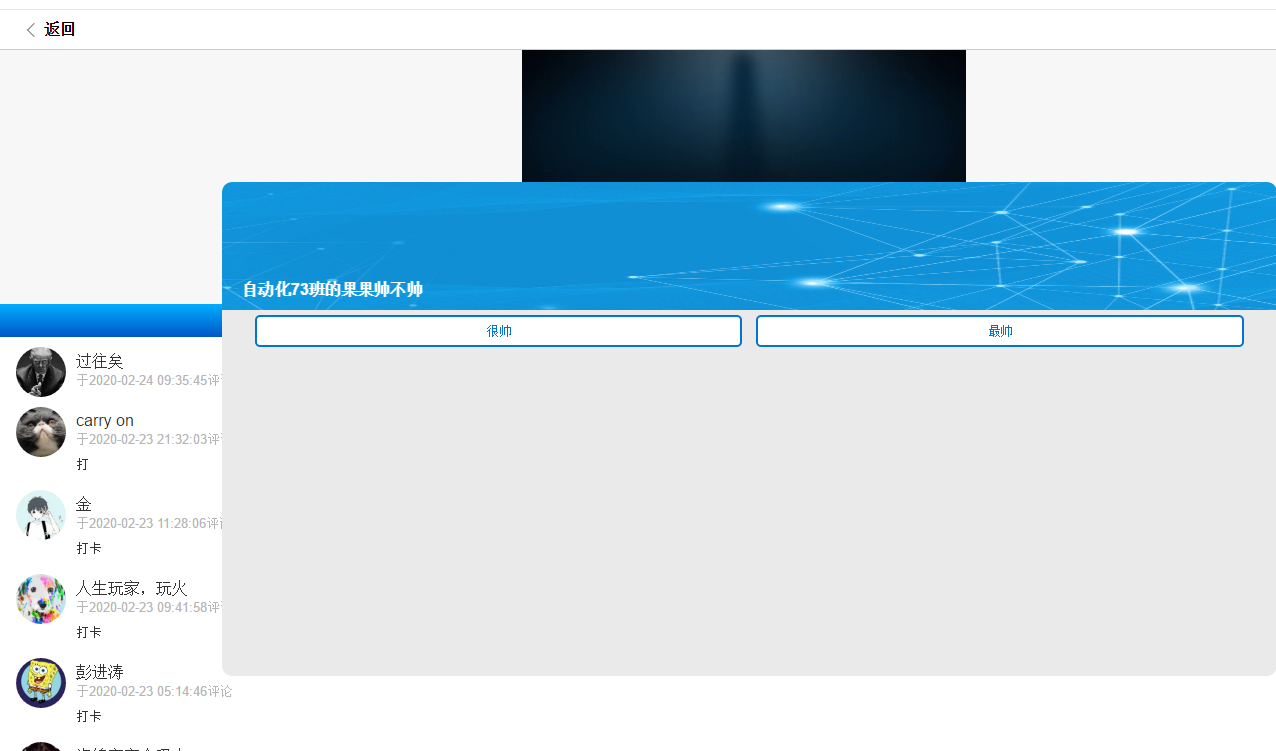 返回
自动化73班的果果帅不帅
很帅
最帅
过往矣
于2020-02-24 09:35:45评
carry on
于2020-02-23 21:32:03评
打
金
于2020-02-23 11:28:06评
打卡
人生玩家，玩火
于2020-02-23 09:41:58评
打卡
彭进涛
于2020-02-23 05:14:46评论
打卡